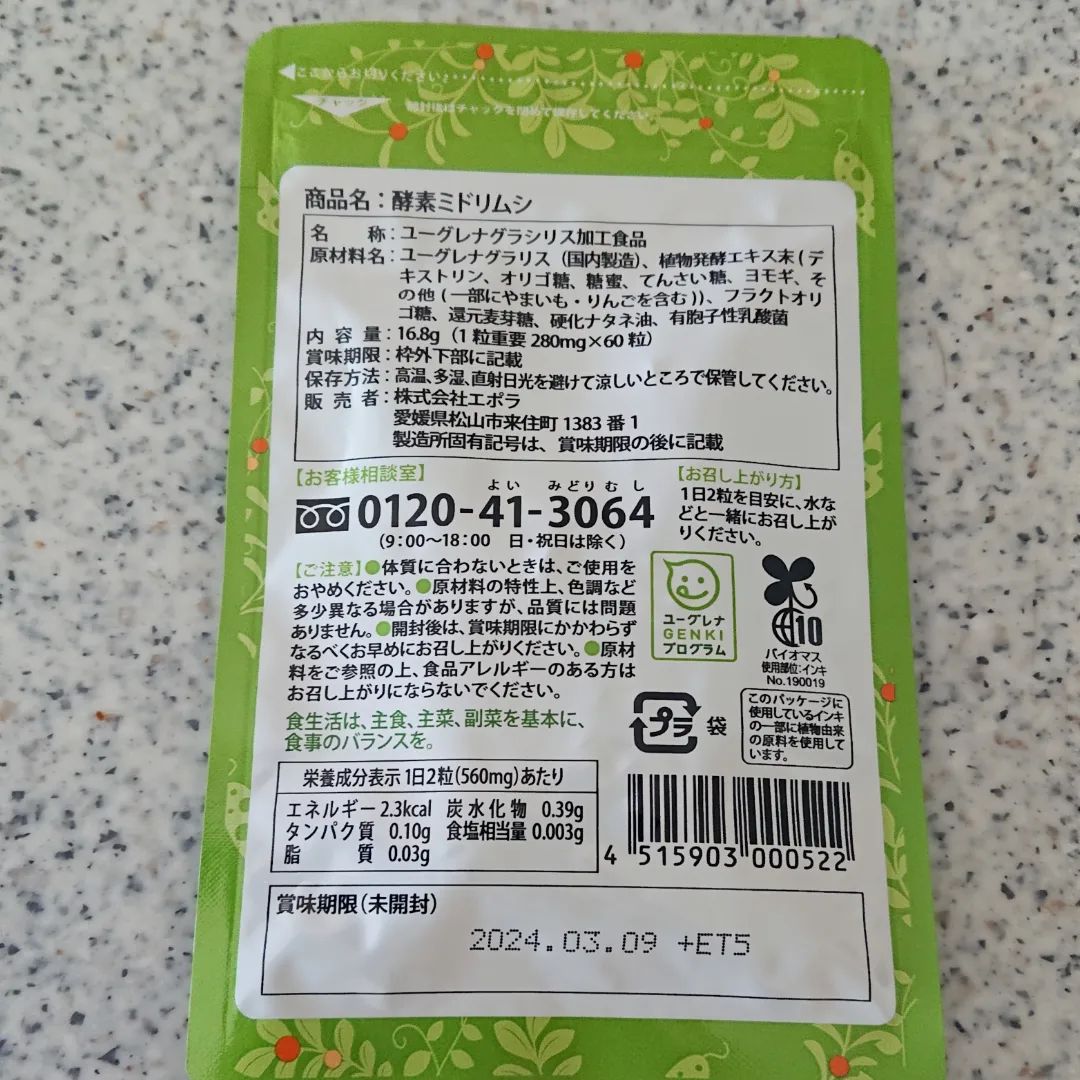 ここからお切りください
チャック
開封後はチャックを閉めて保存してください。
商品名：酵素ミドリムシ
名　称：ユーグレナグラシリス加工食品
原材料名：ユーグレナグラリス（国内製造）、植物発酵エキス末(デ
キストリン、オリゴ糖、糖蜜、てんさい糖、ヨモギ、そ
の他(一部にやまいも・りんごを含む))、フラクトオリ
ゴ糖、還元麦芽糖、硬化ナタネ油、有胞子性乳酸菌
内容量：16.8g（1粒重要280mg×60粒）
賞味期限：枠外下部に記載
保存方法：高温、多湿、直射日光を避けて涼しいところで保管してください。
販売者：株式会社エポラ
愛媛県松山市来住町1383番1
製造所固有記号は、賞味期限の後に記載
【お客様相談室】
よい　みどりむし
0120-41-3064
(9:00～18:00　日・祝日は除く)
【お召し上がり方】
1日2粒を目安に、水な
どと一緒にお召し上が
りください。
【ご注意】●体質に合わないときは、ご使用を
おやめください。●原材料の特性上、色調など
多少異なる場合がありますが、品質には問題
ありません。●開封後は、賞味期限にかかわらず
なるべくお早めにお召し上がりください。●原材
料をご参照の上、食品アレルギーのある方は
お召し上がりにならないでください。
食生活は、主食、主菜、副菜を基本に、
食事のバランスを。
ユーグレナ
GENKI
プログラム
10
バイオマス
使用部位:インキ
No.190019
プラ 袋
このパッケージに
使用しているインキ
の一部に植物由来
の原料を使用して
います。
栄養成分表示 1日2粒(560mg)あたり
エネルギー 2.3kcal 炭水化物 0.39g
タンパク質 0.10g 食塩相当量 0.003g
脂質 0.03g
4 515903 000522
賞味期限（未開封）
2024.03.09 +ET5